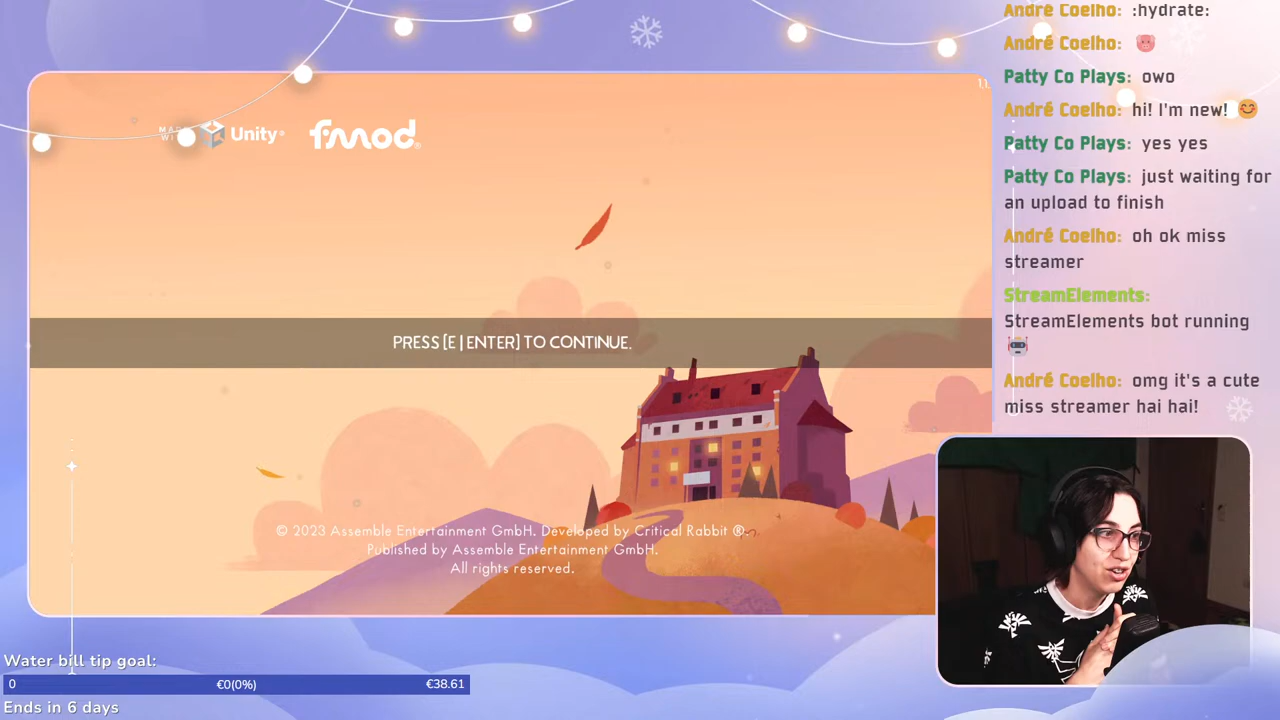 MADE WITH Unity® fmod®
PRESS [E | ENTER] TO CONTINUE.
© 2023 Assemble Entertainment GmbH. Developed by Critical Rabbit ®.
Published by Assemble Entertainment GmbH.
All rights reserved.
André Coelho: :hydrate:
André Coelho: 🐷
Patty Co Plays: owo
André Coelho: hi! I'm new! 😊
Patty Co Plays: yes yes
Patty Co Plays: just waiting for
an upload to finish
André Coelho: oh ok miss
streamer
StreamElements:
StreamElements bot running
🤖
André Coelho: omg it's a cute
miss streamer hai hai!
Water bill tip goal:
0 €0(0%) €38.61
Ends in 6 days